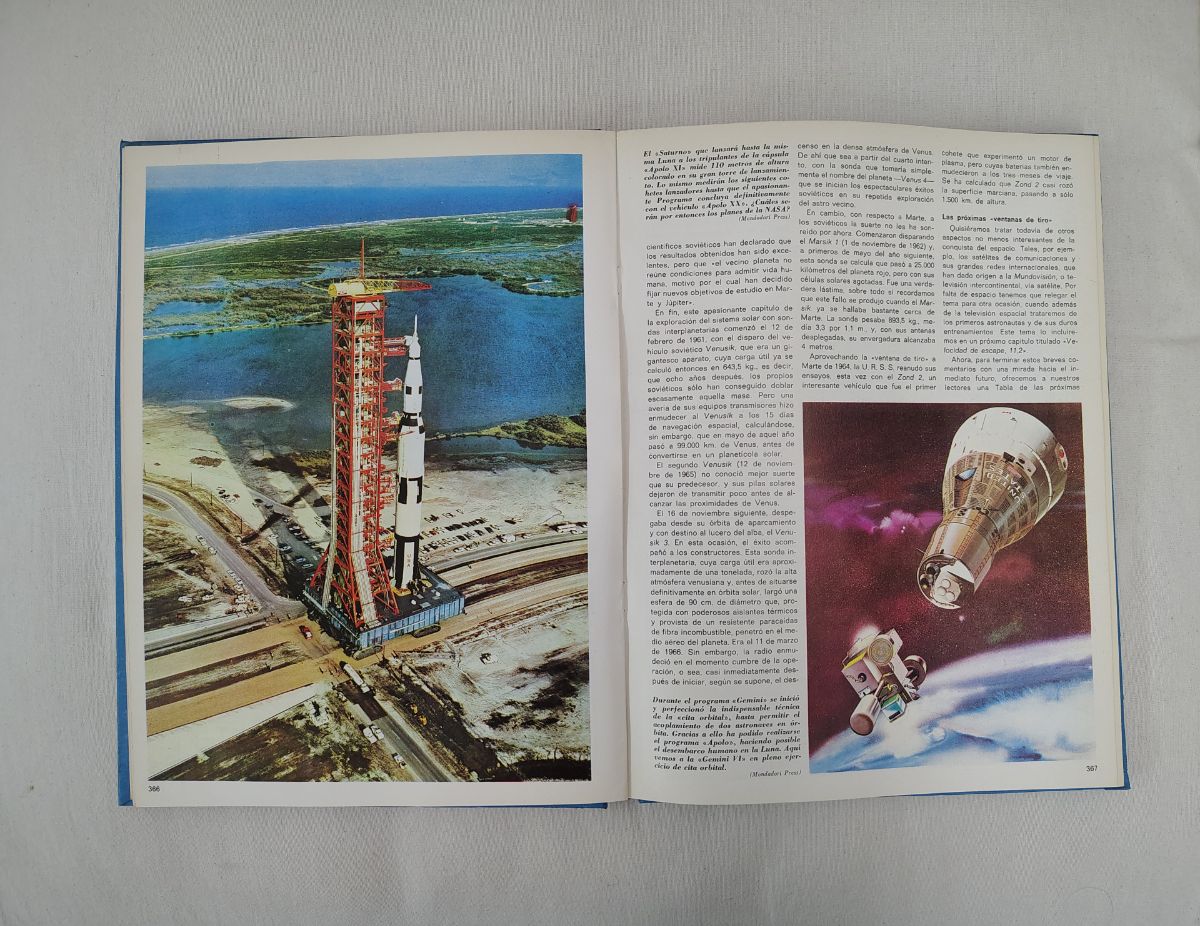 El «Saturno» que lanzará hasta la mis-
ma Luna a los tripulantes de la cápsula
«Apolo XI» mide 110 metros de altura
colocado en su gran torre de lanzamien-
to. Lo mismo medirán los siguientes co-
hetes lanzadores hasta que el apasionan-
te Programa concluya definitivamente
con el vehículo «Apolo XX». ¿Cuáles se-
rán por entonces los planes de la NASA?
(Mondadori Press)
científicos soviéticos han declarado que
los resultados obtenidos han sido exce-
lentes, pero que «el vecino planeta no
reúne condiciones para admitir vida hu-
mana, motivo por el cual han decidido
fijar nuevos objetivos de estudio en Mar-
te y Júpiter».
En fin, este apasionante capítulo de
la exploración del sistema solar con son-
das interplanetarias comenzó el 12 de
febrero de 1961, con el disparo del ve-
hículo soviético Venusik, que era un gi-
gantesco aparato, cuya carga útil ya se
calculó entonces en 643,5 kg., es decir,
que ocho años después, los propios
soviéticos sólo han conseguido doblar
escasamente aquella masa. Pero una
avería de sus equipos transmisores hizo
enmudecer al Venusik a los 15 días
de navegación espacial, calculándose,
sin embargo, que en mayo de aquel año
pasó a 99.000 km. de Venus, antes de
convertirse en un planetícola solar.
El segundo Venusik (12 de noviem-
bre de 1965) no conoció mejor suerte
que su predecesor, y sus pilas solares
dejaron de transmitir poco antes de al-
canzar las proximidades de Venus.
El 16 de noviembre siguiente, despe-
gaba desde su órbita de aparcamiento
y con destino al lucero del alba, el Venu-
sik 3. En esta ocasión, el éxito acom-
pañó a los constructores. Esta sonda in-
terplanetaria, cuya carga útil era aproxi-
madamente de una tonelada, rozó la alta
atmósfera venusiana y, antes de situarse
definitivamente en órbita solar, largó una
esfera de 90 cm. de diámetro que, pro-
tegida con poderosos aislantes térmicos
y provista de un resistente paracaídas
de fibra incombustible, penetró en el me-
dio aéreo del planeta. Era el 11 de marzo
de 1966. Sin embargo, la radio enmu-
deció en el momento cumbre de la ope-
ración, o sea, casi inmediatamente des-
pués de iniciar, según se supone, el des-
Durante el programa «Gemini» se inició
y perfeccionó la indispensable técnica
de la «cita orbital», hasta permitir el
acoplamiento de dos astronaves en ór-
bita. Gracias a ello ha podido realizarse
el programa «Apolo», haciendo posible
el desembarco humano en la Luna. Aquí
vemos a la «Gemini VI» en pleno ejer-
cicio de cita orbital.
(Mondadori Press)
censo en la densa atmósfera de Venus.
De ahí que sea a partir del cuarto inten-
to, con la sonda que tomaría simple-
mente el nombre del planeta —Venus 4—
que se inician los espectaculares éxitos
soviéticos en su repetida exploración
del astro vecino.
En cambio, con respecto a Marte, a
los soviéticos la suerte no les ha son-
reído por ahora. Comenzaron disparando
el Marsik 1 (1 de noviembre de 1962) y,
a primeros de mayo del año siguiente,
esta sonda se calcula que pasó a 25.000
kilómetros del planeta rojo, pero con sus
células solares agotadas. Fue una verda-
dera lástima, sobre todo si recordamos
que este fallo se produjo cuando el Mar-
sik ya se hallaba bastante cerca de
Marte. La sonda pesaba 893,5 kg., me-
día 3,3 por 1,1 m., y, con sus antenas
desplegadas, su envergadura alcanzaba
4 metros.
Aprovechando la «ventana de tiro» a
Marte de 1964, la U. R. S. S. reanudó sus
ensayos, esta vez con el Zond 2, un
interesante vehículo que fue el primer
cohete que experimentó un motor de
plasma, pero cuyas baterías también en-
mudecieron a los tres meses de viaje.
Se ha calculado que Zond 2 casi rozó
la superficie marciana, pasando a sólo
1.500 km. de altura.
Las próximas «ventanas de tiro»
Quisiéramos tratar todavía de otros
aspectos no menos interesantes de la
conquista del espacio. Tales, por ejem-
plo, los satélites de comunicaciones y
sus grandes redes internacionales, que
han dado origen a la Mundovisión, o te-
levisión intercontinental, vía satélite. Por
falta de espacio tenemos que relegar el
tema para otra ocasión, cuando además
de la televisión espacial trataremos de
los primeros astronautas y de sus duros
entrenamientos. Este tema lo incluire-
mos en un próximo capítulo titulado «Ve-
locidad de escape, 11,2».
Ahora, para terminar estos breves co-
mentarios con una mirada hacia el in-
mediato futuro, ofrecemos a nuestros
lectores una Tabla de las próximas
UNITED
366
367